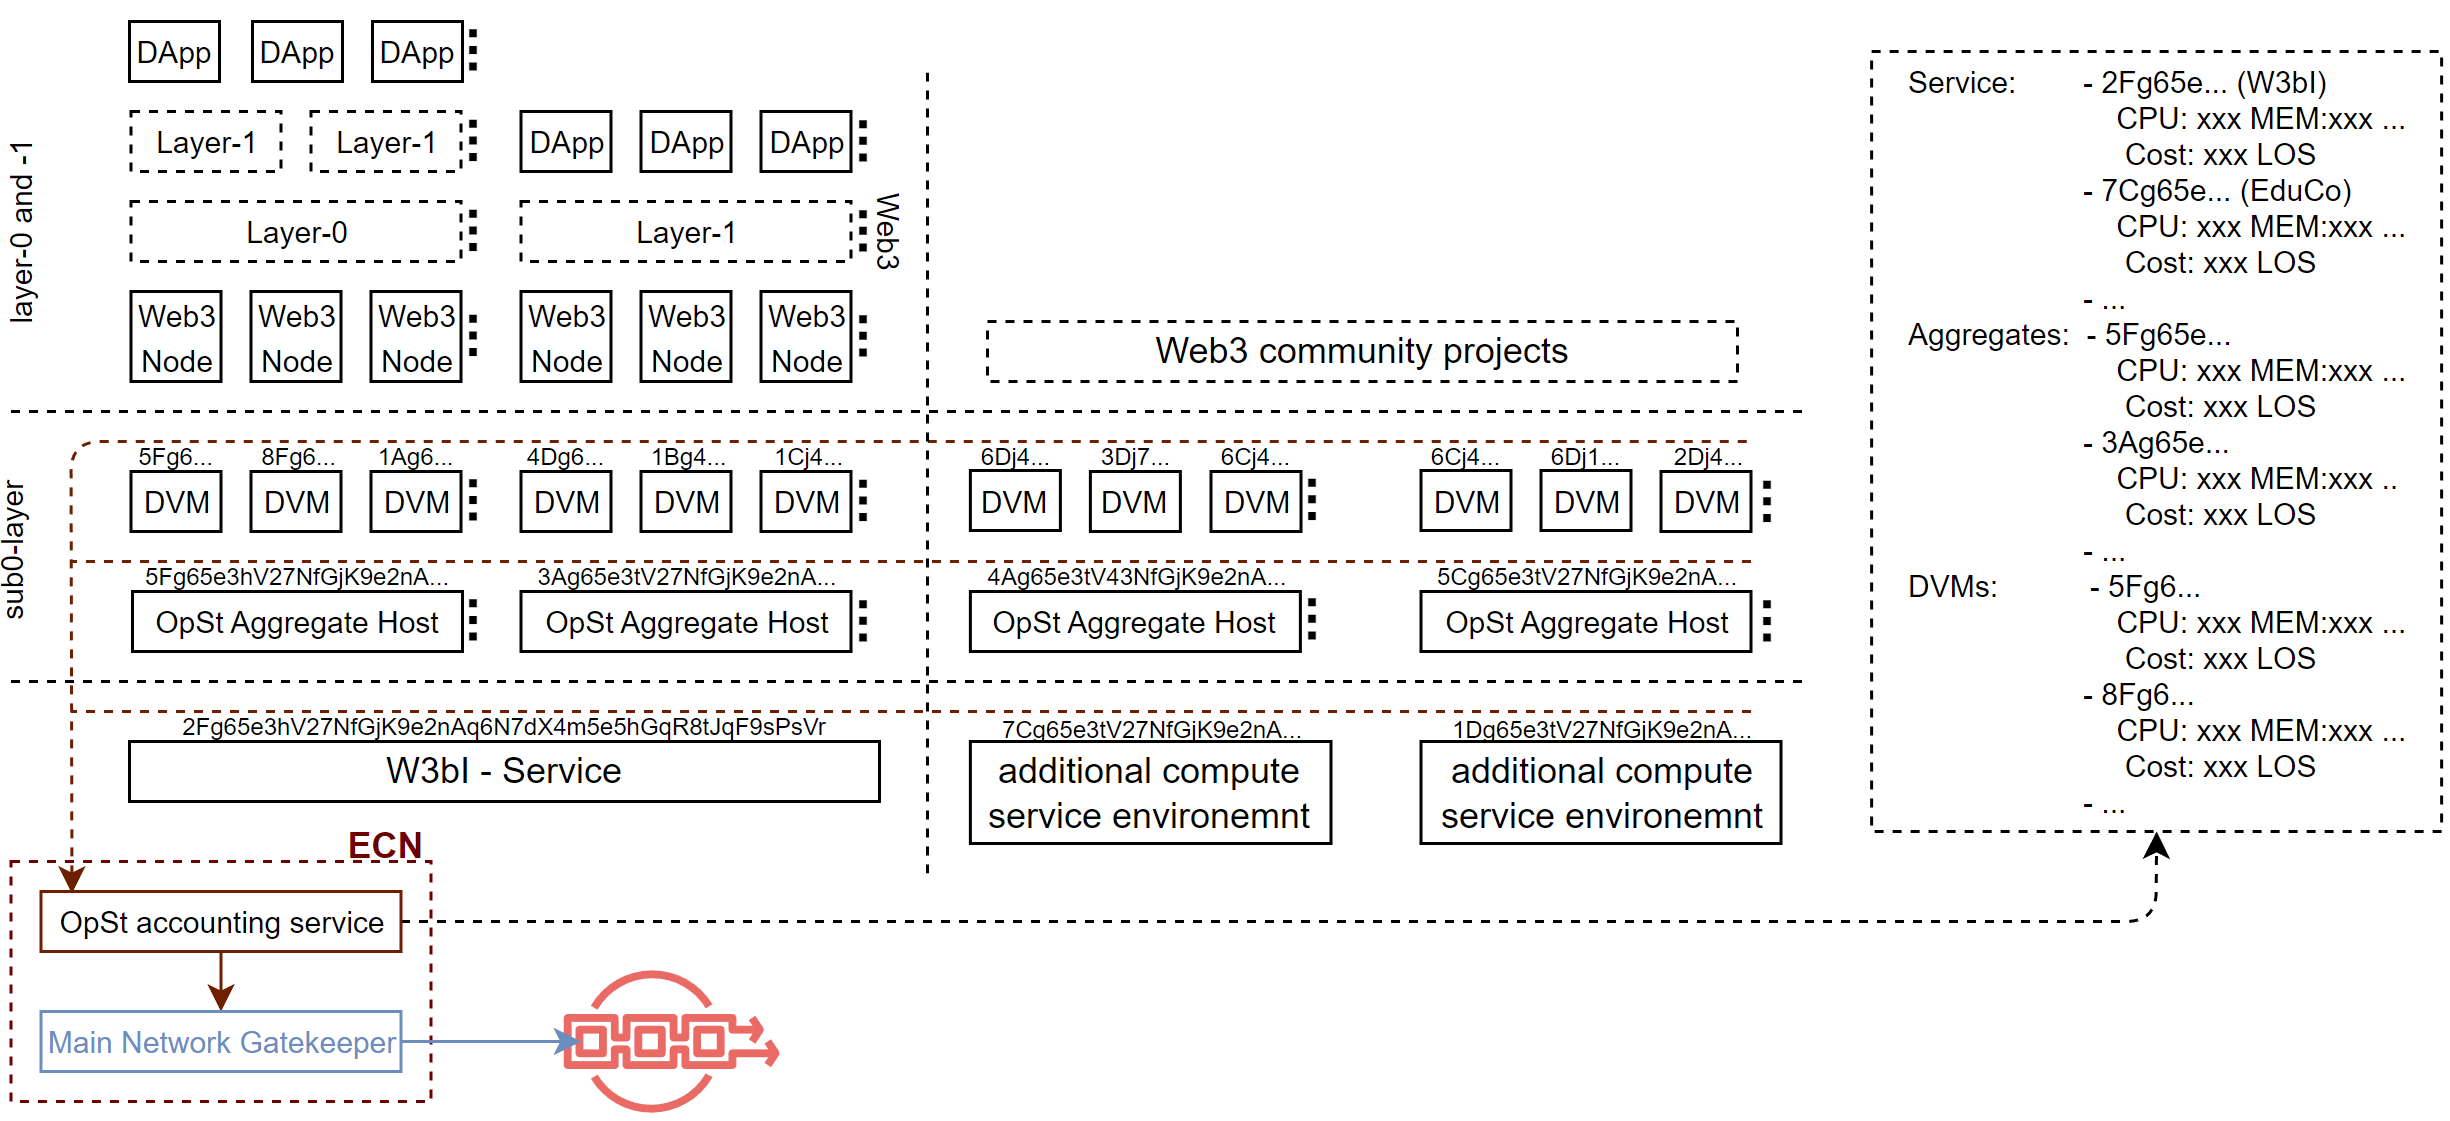 DApp DApp DApp
Layer-1 Layer-1
DApp DApp DApp
Layer-0 Layer-1
Web3
layer-0 and -1
Web3 Node Web3 Node Web3 Node Web3 Node Web3 Node Web3 Node
Web3 community projects
sub0-layer
5Fg6... 8Fg6... 1Ag6... 4Dg6... 1Bg4... 1Cj4... 6Dj4... 3Dj7... 6Cj4... 6Cj4... 6Dj1... 2Dj4...
DVM DVM DVM DVM DVM DVM DVM DVM DVM DVM DVM DVM
5Fg65e3hV27NfGjK9e2nA... 3Ag65e3tV27NfGjK9e2nA... 4Ag65e3tV43NfGjK9e2nA... 5Cg65e3tV27NfGjK9e2nA...
OpSt Aggregate Host OpSt Aggregate Host OpSt Aggregate Host OpSt Aggregate Host
2Fg65e3hV27NfGjK9e2nAq6N7dX4m5e5hGqR8tJqF9sPsVr 7Cg65e3tV27NfGjK9e2nA... 1Dg65e3tV27NfGjK9e2nA...
W3bI - Service
additional compute
service environemnt
additional compute
service environemnt
ECN
OpSt accounting service
Main Network Gatekeeper
Service: - 2Fg65e... (W3bI)
CPU: xxx MEM:xxx ...
Cost: xxx LOS
- 7Cg65e... (EduCo)
CPU: xxx MEM:xxx ...
Cost: xxx LOS
- ...
Aggregates: - 5Fg65e...
CPU: xxx MEM:xxx ...
Cost: xxx LOS
- 3Ag65e...
CPU: xxx MEM:xxx ..
Cost: xxx LOS
- ...
DVMs: - 5Fg6...
CPU: xxx MEM:xxx ...
Cost: xxx LOS
- 8Fg6...
CPU: xxx MEM:xxx ...
Cost: xxx LOS
- ...